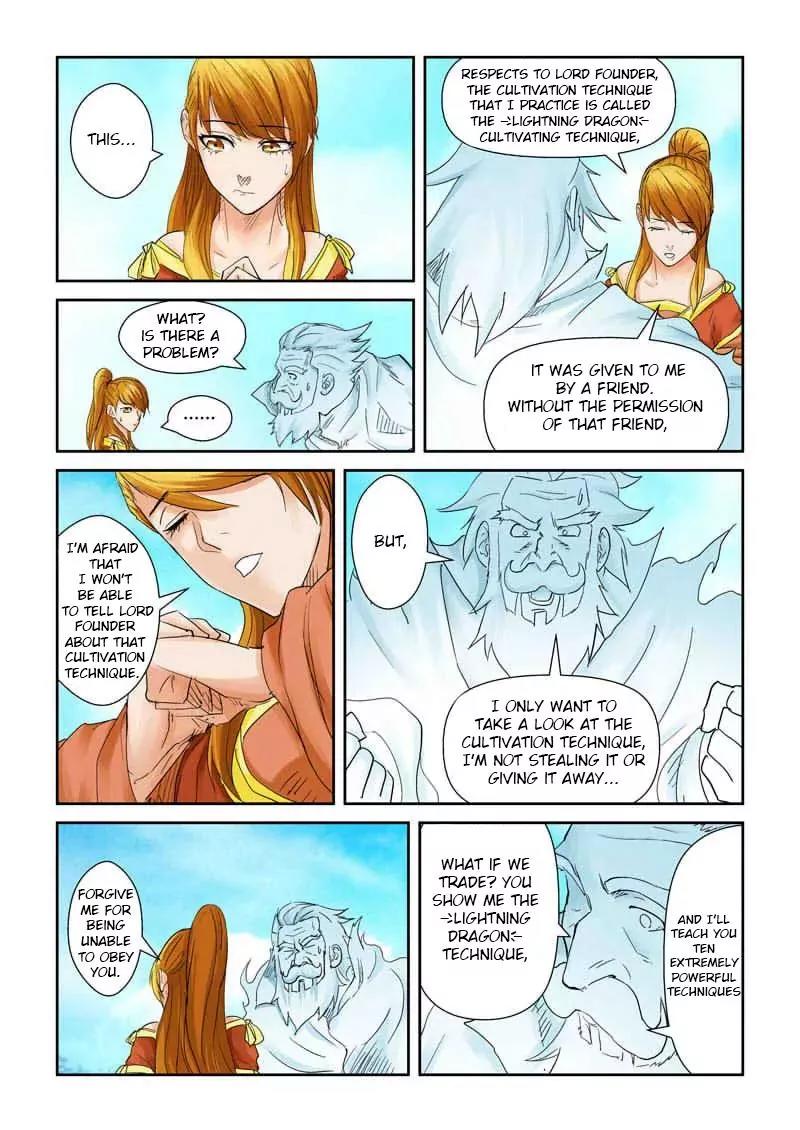 THIS...
RESPECTS TO LORD FOUNDER,
THE CULTIVATION TECHNIQUE
THAT I PRACTICE IS CALLED
THE →LIGHTNING DRAGON←
CULTIVATING TECHNIQUE,
WHAT?
IS THERE A
PROBLEM?
......
IT WAS GIVEN TO ME
BY A FRIEND.
WITHOUT THE PERMISSION
OF THAT FRIEND,
I'M AFRAID
THAT
I WON'T
BE ABLE
TO TELL LORD
FOUNDER
ABOUT THAT
CULTIVATION
TECHNIQUE.
BUT,
I ONLY WANT TO
TAKE A LOOK AT THE
CULTIVATION TECHNIQUE,
I'M NOT STEALING IT OR
GIVING IT AWAY...
FORGIVE
ME FOR
BEING
UNABLE
TO OBEY
YOU.
WHAT IF WE
TRADE? YOU
SHOW ME THE
→LIGHTNING
DRAGON←
TECHNIQUE,
AND I'LL
TEACH YOU
TEN
EXTREMELY
POWERFUL
TECHNIQUES